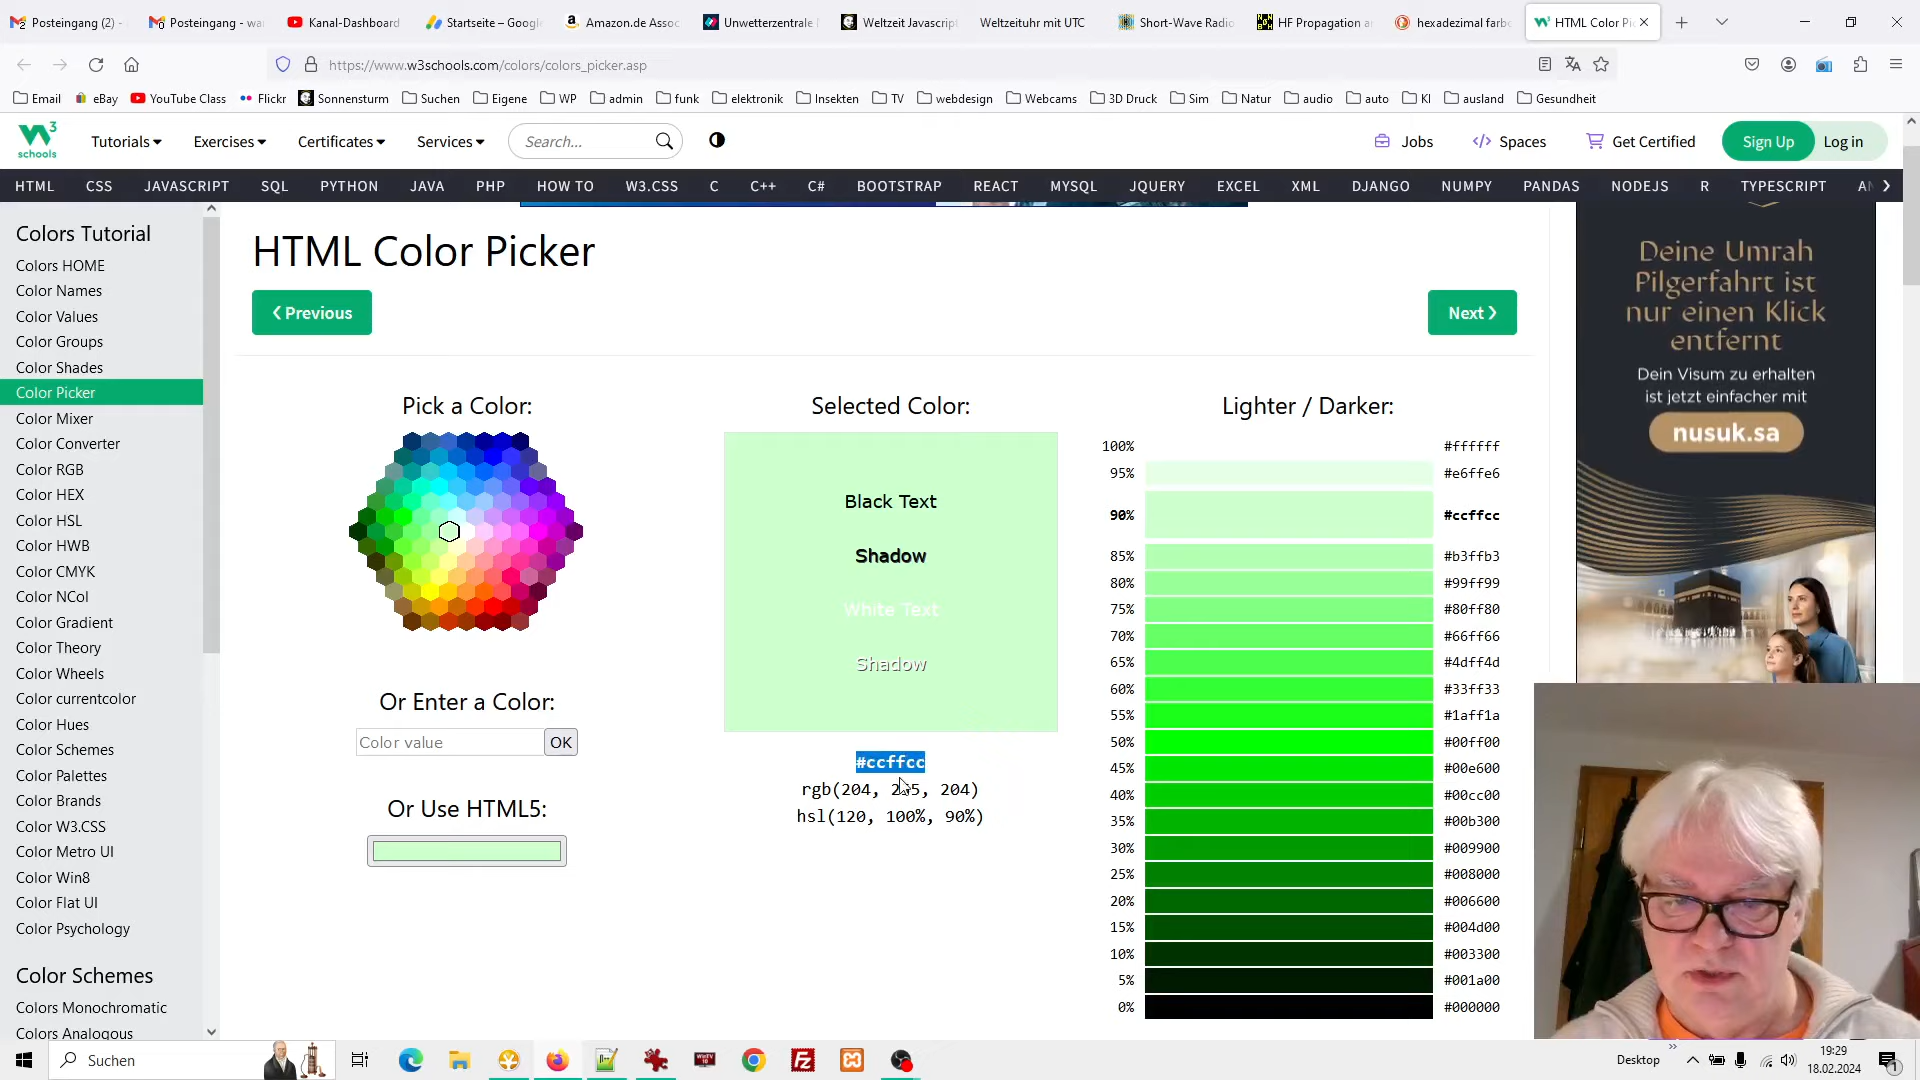 Posteingang (2) -
Posteingang - wa
Kanal-Dashboard
Startseite – Google
Amazon.de Assoc
Unwetterzentrale
Weltzeit Javascript
Weltzeituhr mit UTC
Short-Wave Radio
HF Propagation a
hexadezimal farb
HTML Color Pi
https://www.w3schools.com/colors/colors_picker.asp
Email
eBay
YouTube Class
Flickr
Sonnensturm
Suchen
Eigene
WP
admin
funk
elektronik
Insekten
TV
webdesign
Webcams
3D Druck
Sim
Natur
audio
auto
KI
ausland
Gesundheit
W3 schools
Tutorials
Exercises
Certificates
Services
Search...
Jobs
Spaces
Get Certified
Sign Up
Log in
HTML
CSS
JAVASCRIPT
SQL
PYTHON
JAVA
PHP
HOW TO
W3.CSS
C
C++
C#
BOOTSTRAP
REACT
MYSQL
JQUERY
EXCEL
XML
DJANGO
NUMPY
PANDAS
NODEJS
R
TYPESCRIPT
Colors Tutorial
Colors HOME
Color Names
Color Values
Color Groups
Color Shades
Color Picker
Color Mixer
Color Converter
Color RGB
Color HEX
Color HSL
Color HWB
Color CMYK
Color NCol
Color Gradient
Color Theory
Color Wheels
Color currentcolor
Color Hues
Color Schemes
Color Palettes
Color Brands
Color W3.CSS
Color Metro UI
Color Win8
Color Flat UI
Color Psychology
Color Schemes
Colors Monochromatic
Colors Analogous
HTML Color Picker
❮ Previous
Next ❯
Pick a Color:
Or Enter a Color:
Color value
OK
Or Use HTML5:
Selected Color:
Black Text
Shadow
White Text
Shadow
#ccffcc
rgb(204, 255, 204)
hsl(120, 100%, 90%)
Lighter / Darker:
100% #ffffff
95% #e6ffe6
90% #ccffcc
85% #b3ffb3
80% #99ff99
75% #80ff80
70% #66ff66
65% #4dff4d
60% #33ff33
55% #1aff1a
50% #00ff00
45% #00e600
40% #00cc00
35% #00b300
30% #009900
25% #008000
20% #006600
15% #004d00
10% #003300
5% #001a00
0% #000000
Deine Umrah
Pilgerfahrt ist
nur einen Klick
entfernt
Dein Visum zu erhalten
ist jetzt einfacher mit
nusuk.sa
Suchen
Desktop
19:29
18.02.2024